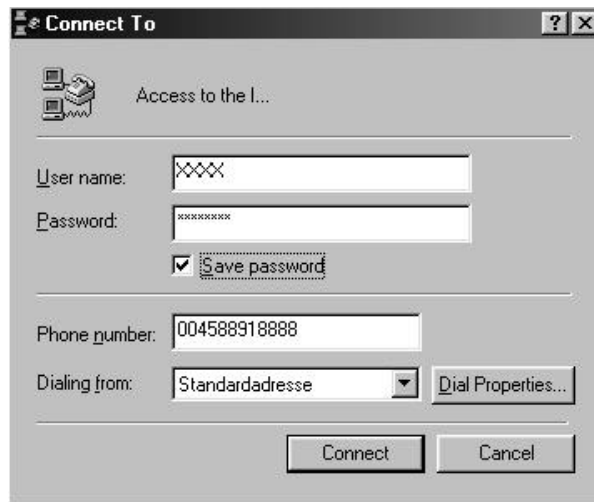 Connect To
Access to the I...
User name: XXXX
Password: ********
Save password
Phone number: 004588918888
Dialing from: Standardadresse Dial Properties...
Connect Cancel